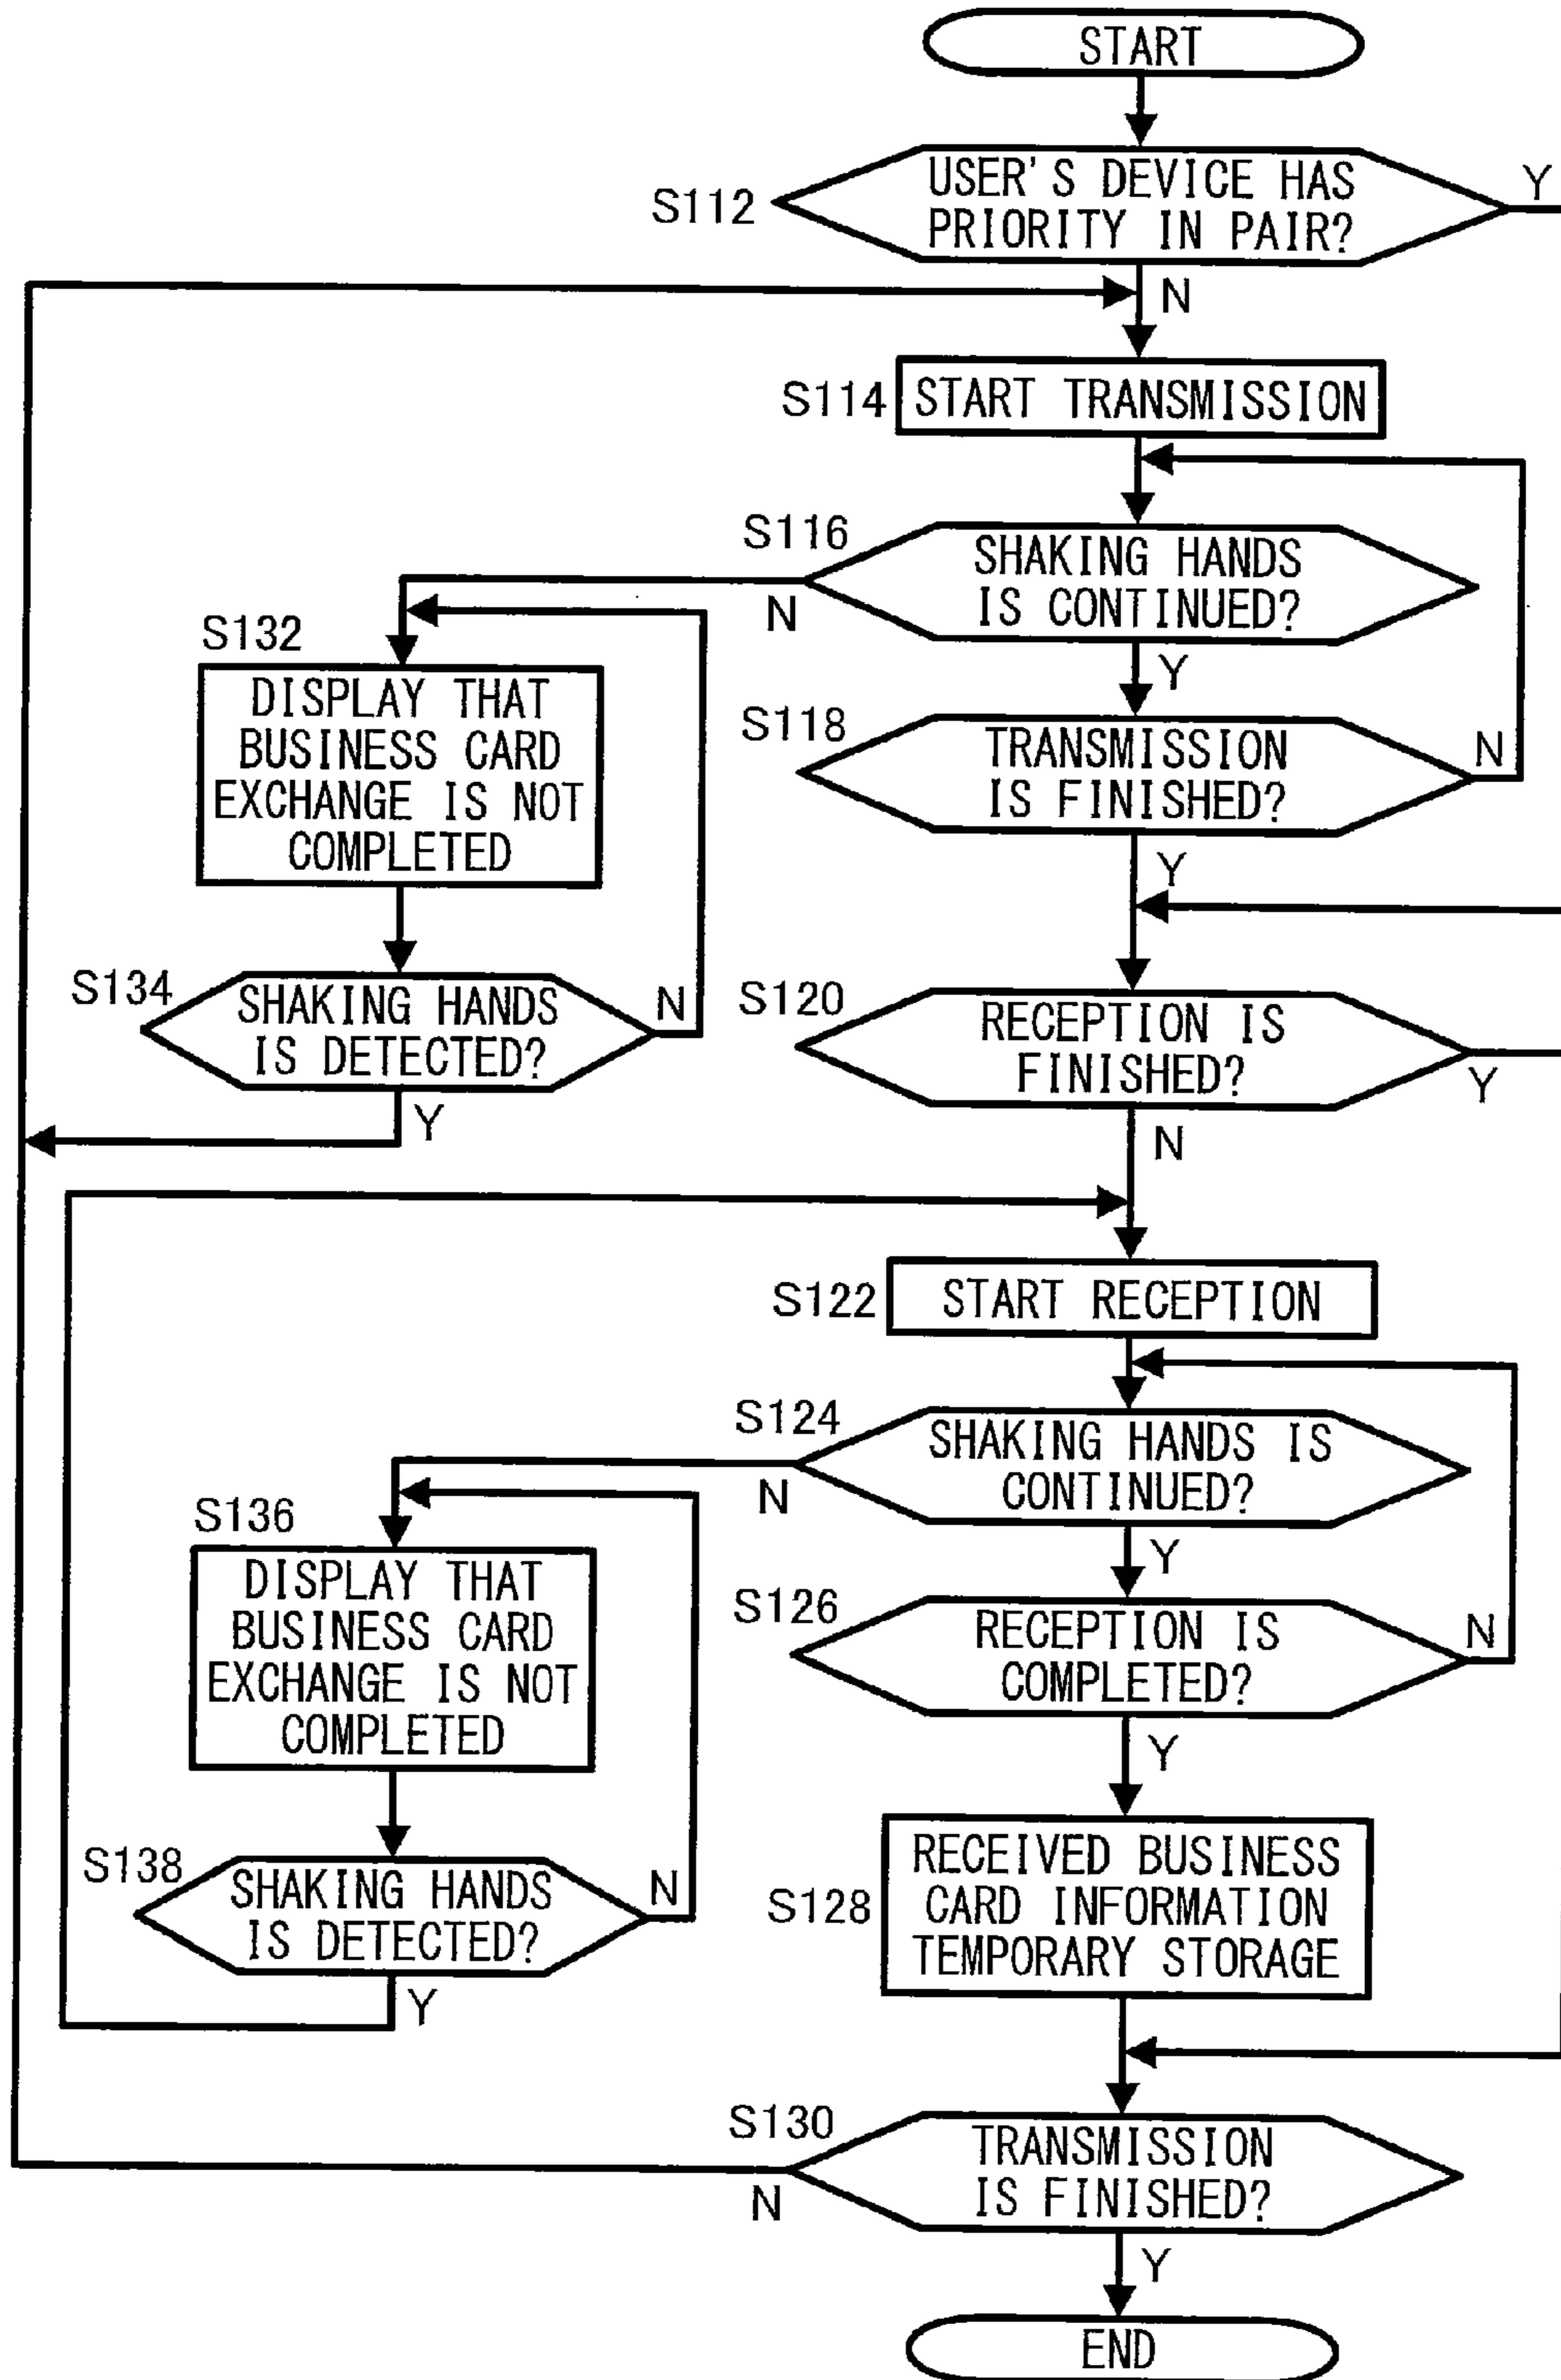 START
S112
USER'S DEVICE HAS
PRIORITY IN PAIR?
Y
N
S114
START TRANSMISSION
S116
SHAKING HANDS
IS CONTINUED?
N
Y
S132
DISPLAY THAT
BUSINESS CARD
EXCHANGE IS NOT
COMPLETED
S118
TRANSMISSION
IS FINISHED?
N
Y
S134
SHAKING HANDS
IS DETECTED?
N
Y
S120
RECEPTION IS
FINISHED?
Y
N
S122
START RECEPTION
S124
SHAKING HANDS IS
CONTINUED?
N
Y
S136
DISPLAY THAT
BUSINESS CARD
EXCHANGE IS NOT
COMPLETED
S126
RECEPTION IS
COMPLETED?
N
Y
S138
SHAKING HANDS
IS DETECTED?
N
Y
S128
RECEIVED BUSINESS
CARD INFORMATION
TEMPORARY STORAGE
S130
TRANSMISSION
IS FINISHED?
N
Y
END